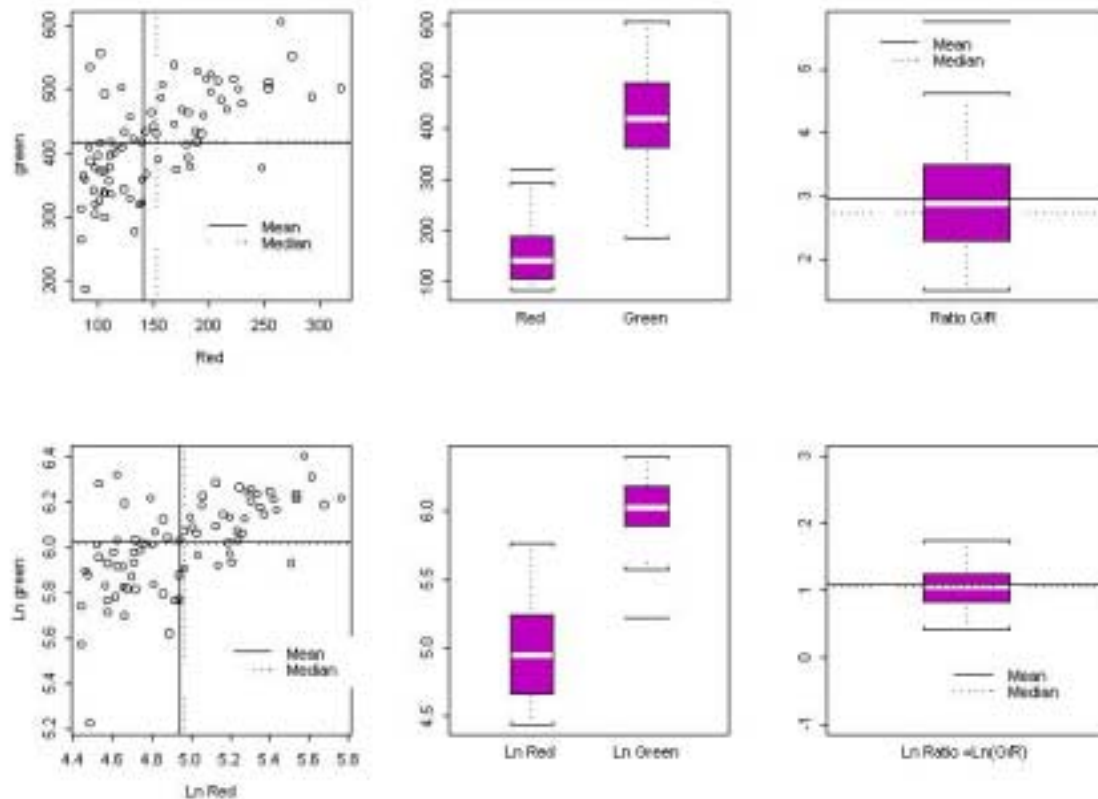 600
500
400
300
200
green
100
150
200
250
300
Red
Mean
Median
600
500
400
300
200
100
Red
Green
Mean
Median
6
5
4
3
2
Ratio G/R
6.4
6.2
6.0
5.8
5.6
5.4
5.2
Ln green
4.4
4.6
4.8
5.0
5.2
5.4
5.6
5.8
Ln Red
Mean
Median
6.0
5.5
5.0
4.5
Ln Red
Ln Green
3
2
1
0
-1
Mean
Median
Ln Ratio =Ln(G/R)